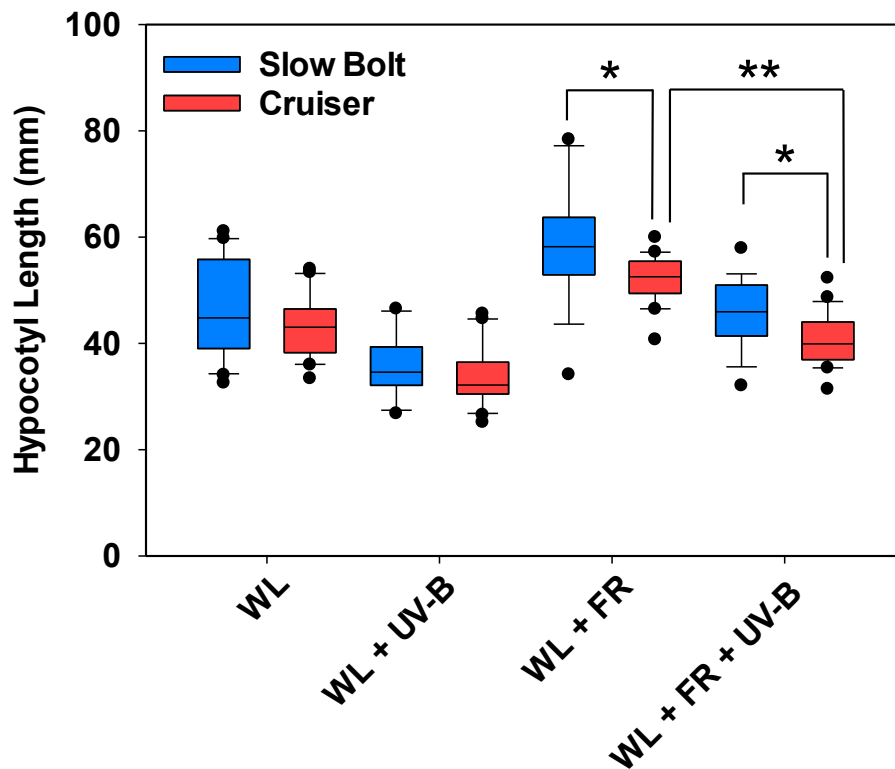 Hypocotyl Length (mm)
100
80
60
40
20
0
Slow Bolt
Cruiser
*
**
*
WL
WL + UV-B
WL + FR
WL + FR + UV-B